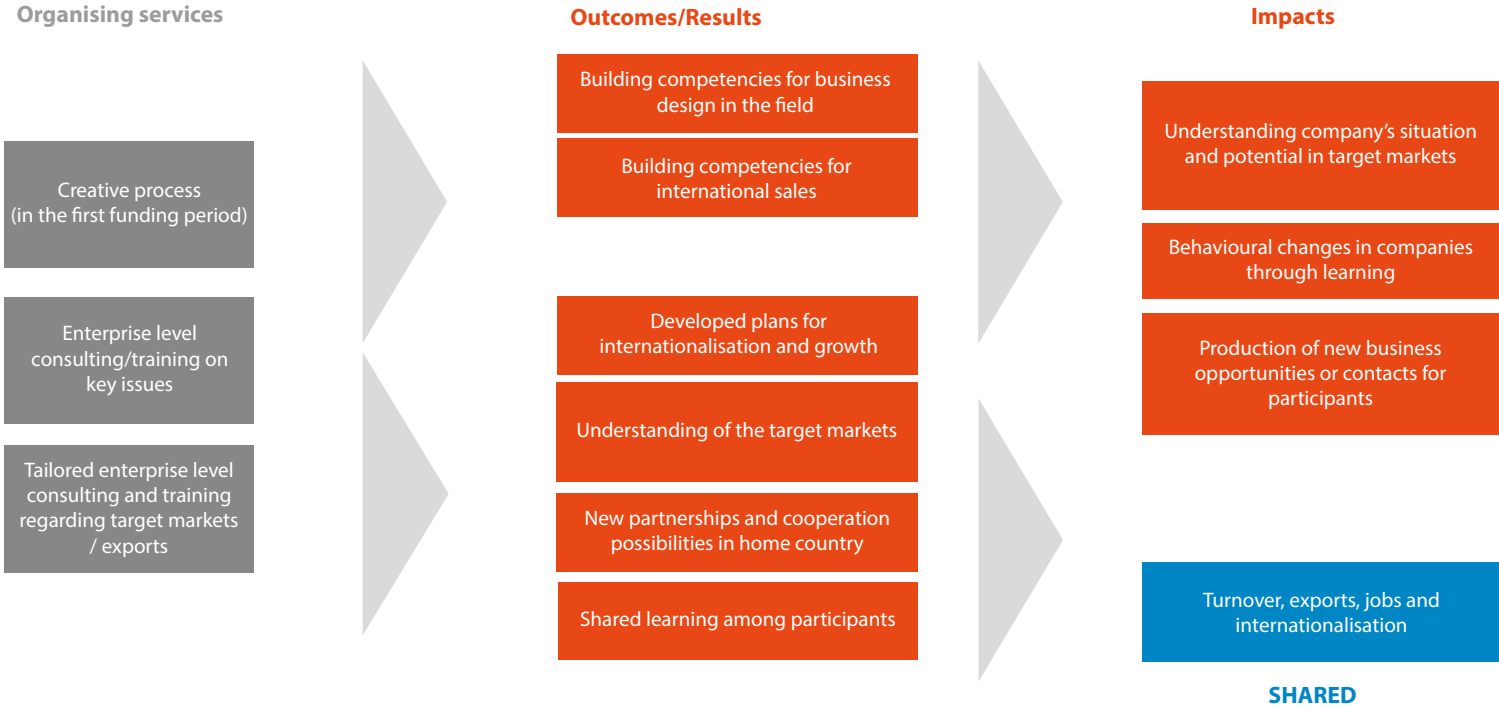 Organising services
Outcomes/Results
Impacts
Creative process
(in the first funding period)
Enterprise level
consulting/training on
key issues
Tailored enterprise level
consulting and training
regarding target markets
/ exports
Building competencies for business
design in the field
Building competencies for
international sales
Developed plans for
internationalisation and growth
Understanding of the target markets
New partnerships and cooperation
possibilities in home country
Shared learning among participants
Understanding company’s situation
and potential in target markets
Behavioural changes in companies
through learning
Production of new business
opportunities or contacts for
participants
Turnover, exports, jobs and
internationalisation
SHARED